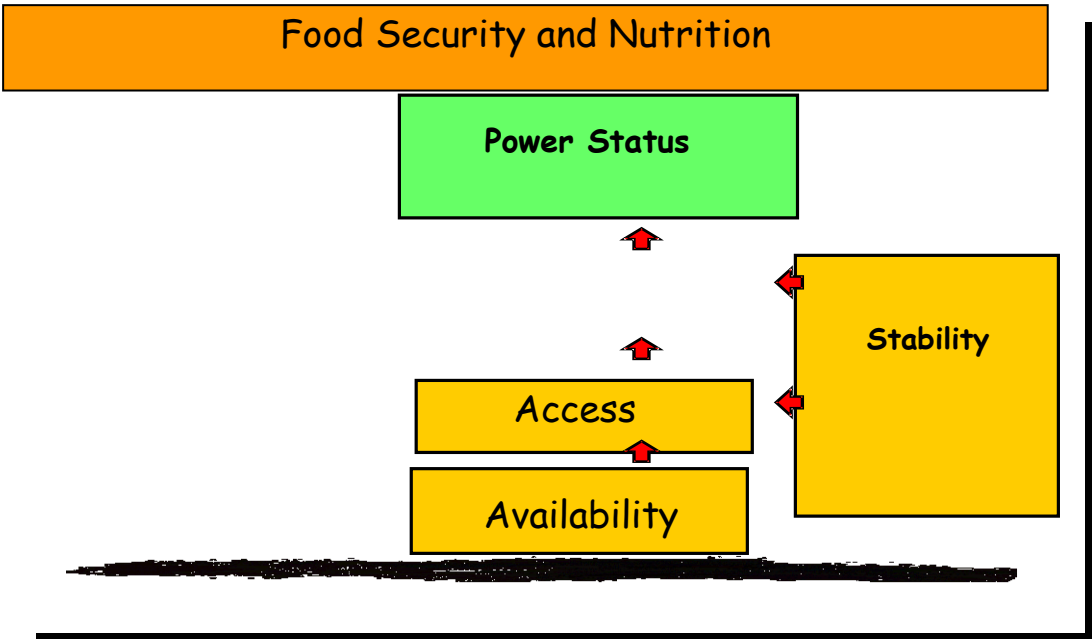 Food Security and Nutrition
Power Status
Stability
Access
Availability